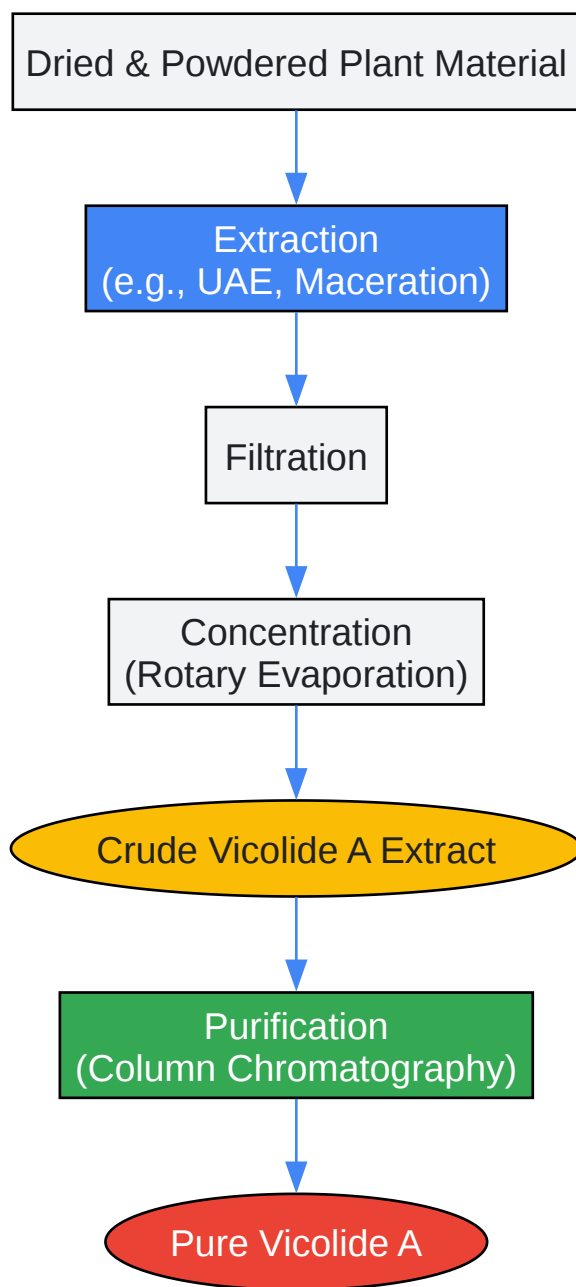 Dried & Powdered Plant Material
Extraction
(e.g., UAE, Maceration)
Filtration
Concentration
(Rotary Evaporation)
Crude Vicolide A Extract
Purification
(Column Chromatography)
Pure Vicolide A